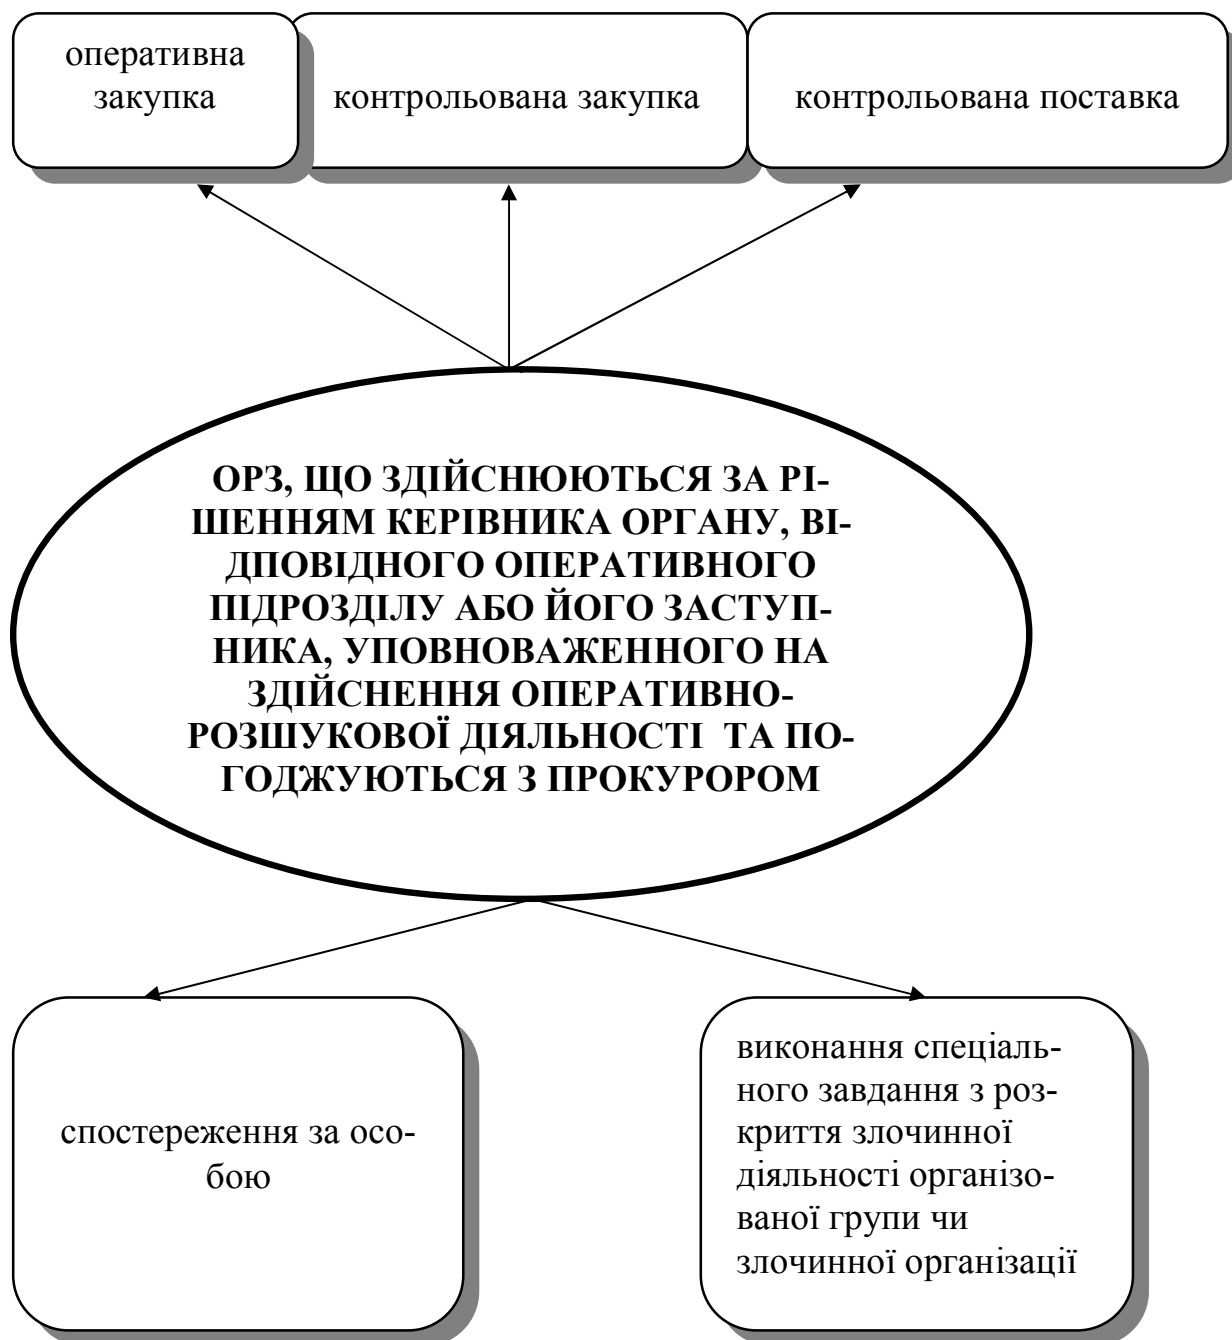 оперативна
закупка
контрольована закупка
контрольована поставка
ОРЗ, ЩО ЗДІЙСНЮЮТЬСЯ ЗА РІ-
ШЕННЯМ КЕРІВНИКА ОРГАНУ, ВІ-
ДПОВІДНОГО ОПЕРАТИВНОГО
ПІДРОЗДІЛУ АБО ЙОГО ЗАСТУП-
НИКА, УПОВНОВАЖЕННОГО НА
ЗДІЙСНЕННЯ ОПЕРАТИВНО-
РОЗШУКОВОЇ ДІЯЛЬНОСТІ ТА ПО-
ГОДЖУЮТЬСЯ З ПРОКУРОРОМ
спостереження за осо-
бою
виконання спеціаль-
ного завдання з роз-
криття злочинної
діяльності організо-
ваної групи чи
злочинної організації